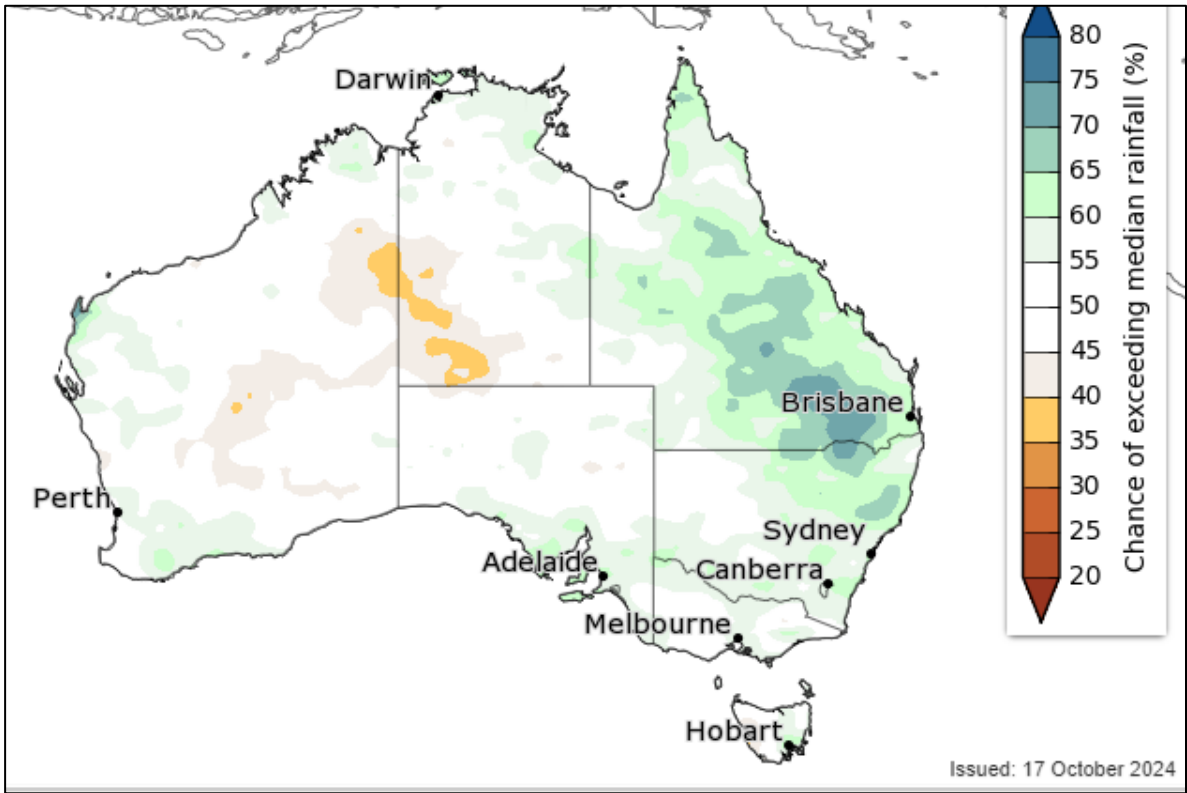 Darwin
Brisbane
Perth
Sydney
Adelaide
Canberra
Melbourne
Hobart
80
75
70
65
60
55
50
45
40
35
30
25
20
Chance of exceeding median rainfall (%)
Issued: 17 October 2024